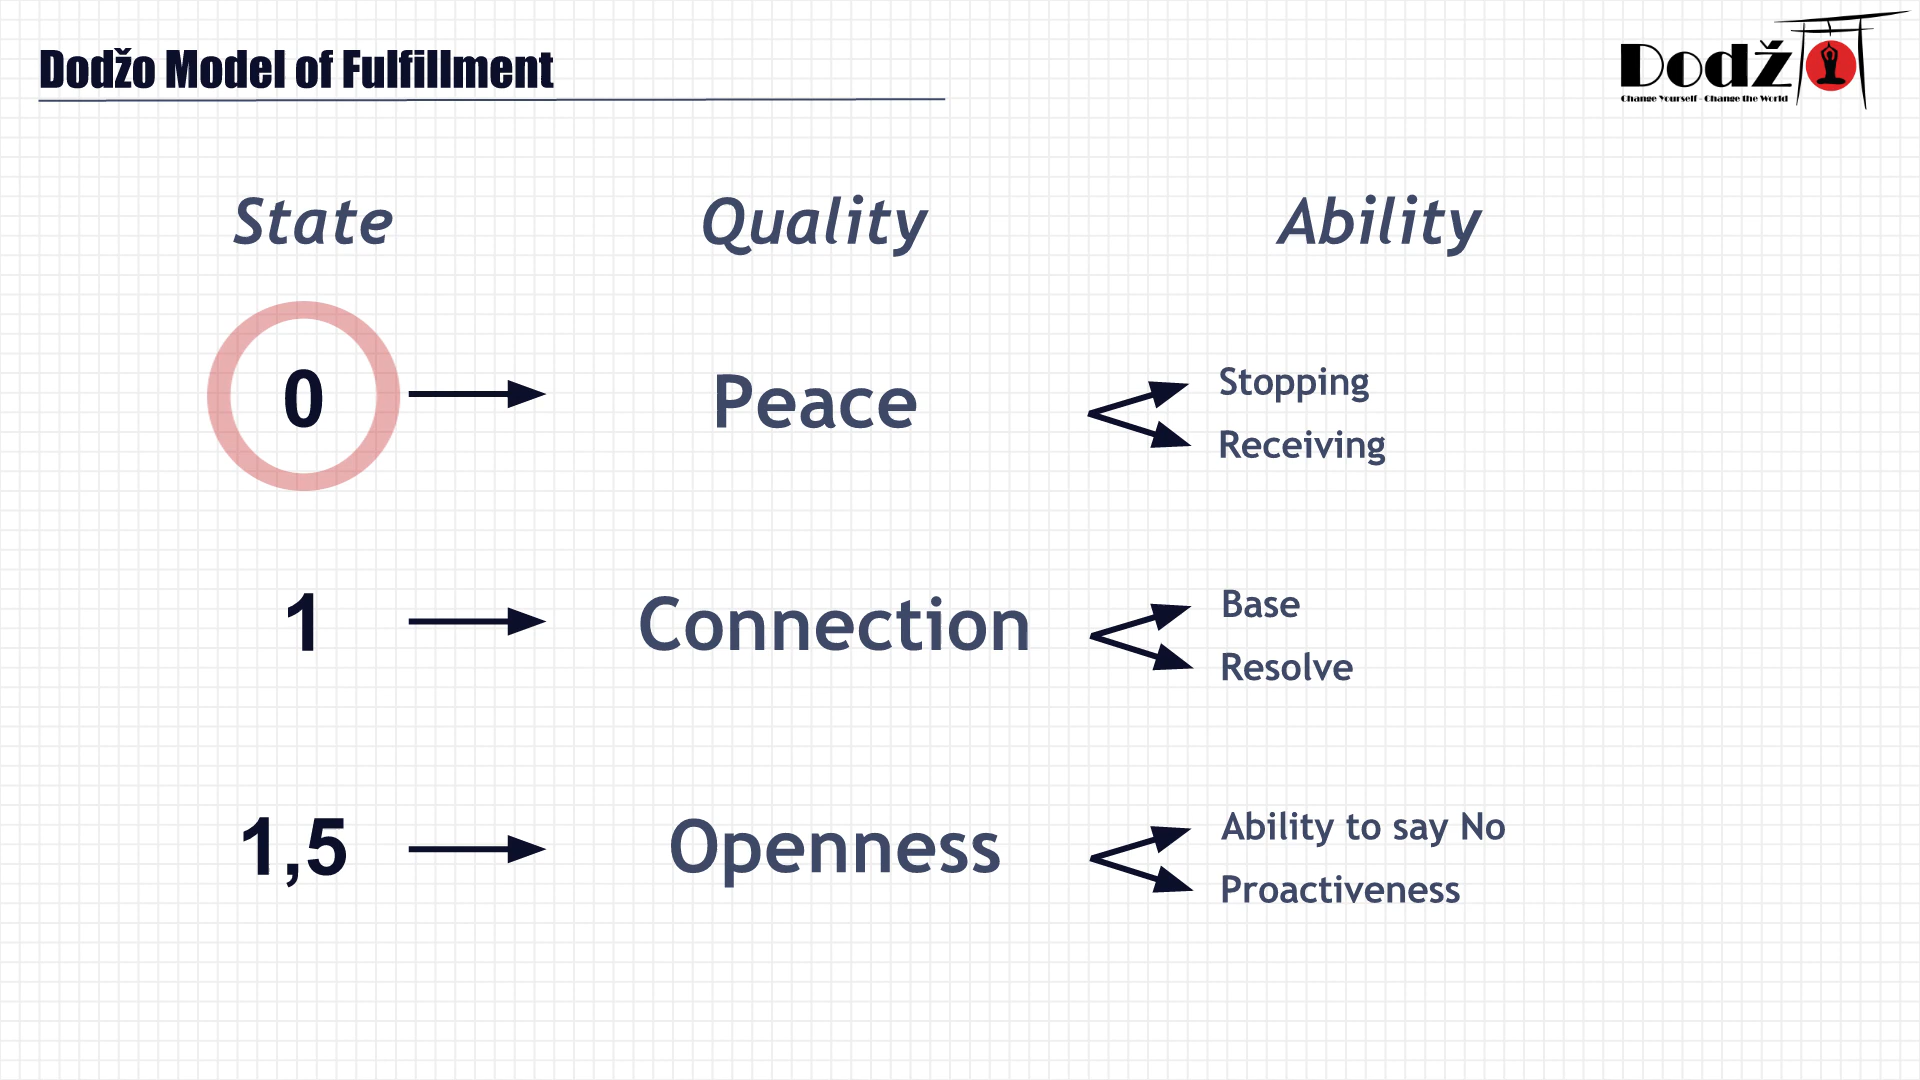 Dodžo Model of Fulfillment
Dodž
Change Yourself - Change the World
State Quality Ability
0 Peace Stopping
Receiving
1 Connection Base
Resolve
1,5 Openness Ability to say No
Proactiveness